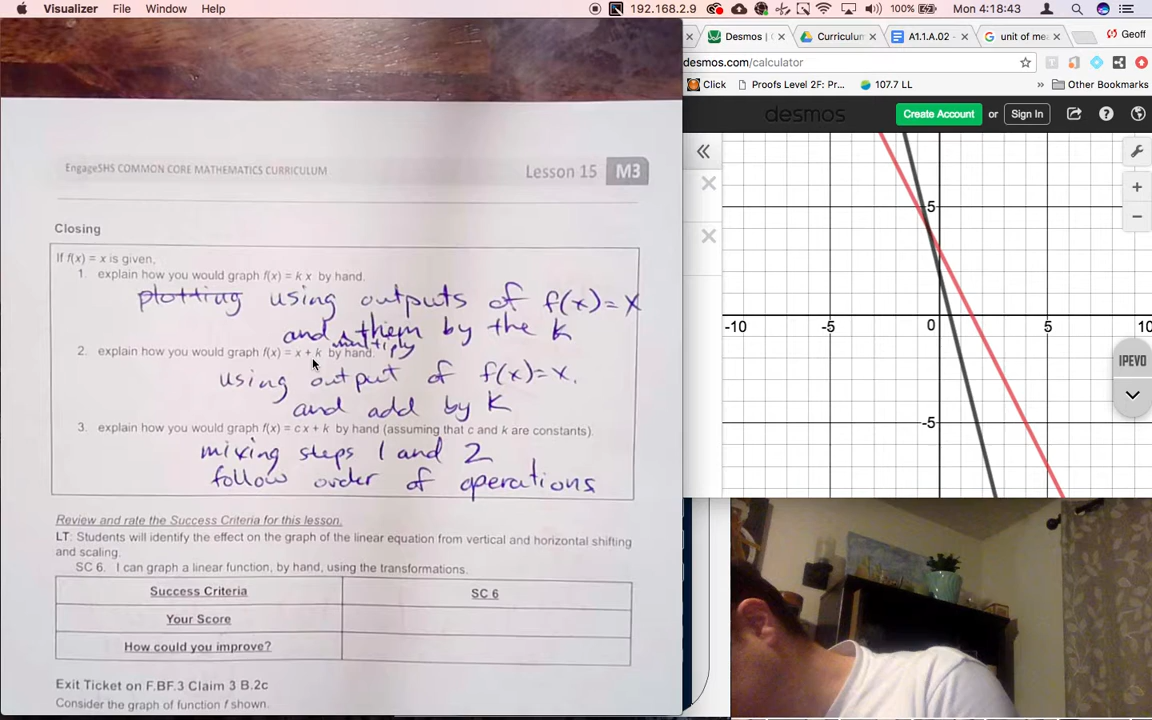 Visualizer File Window Help 192.168.2.9 100% Mon 4:18:43
Desmos | Curriculum A1.1.A.02 - unit of me Geoff
desmos.com/calculator
Click Proofs Level 2F: Pr... 107.7 LL » Other Bookmarks
desmos Create Account or Sign In
EngageSHS COMMON CORE MATHEMATICS CURRICULUM Lesson 15 M3
Closing
If f(x) = x is given,
1. explain how you would graph f(x) = k x by hand.
plotting using outputs of f(x)=x
and them by the k
multiply
2. explain how you would graph f(x) = x + k by hand.
using output of f(x)=x.
and add by k
3. explain how you would graph f(x) = cx + k by hand (assuming that c and k are constants).
mixing steps 1 and 2
follow order of operations
Review and rate the Success Criteria for this lesson.
LT: Students will identify the effect on the graph of the linear equation from vertical and horizontal shifting
and scaling.
SC 6. I can graph a linear function, by hand, using the transformations.
Success Criteria SC 6
Your Score
How could you improve?
Exit Ticket on F.BF.3 Claim 3 B.2c
Consider the graph of function f shown.
5
-10 -5 0 5 10
-5
IPEVO